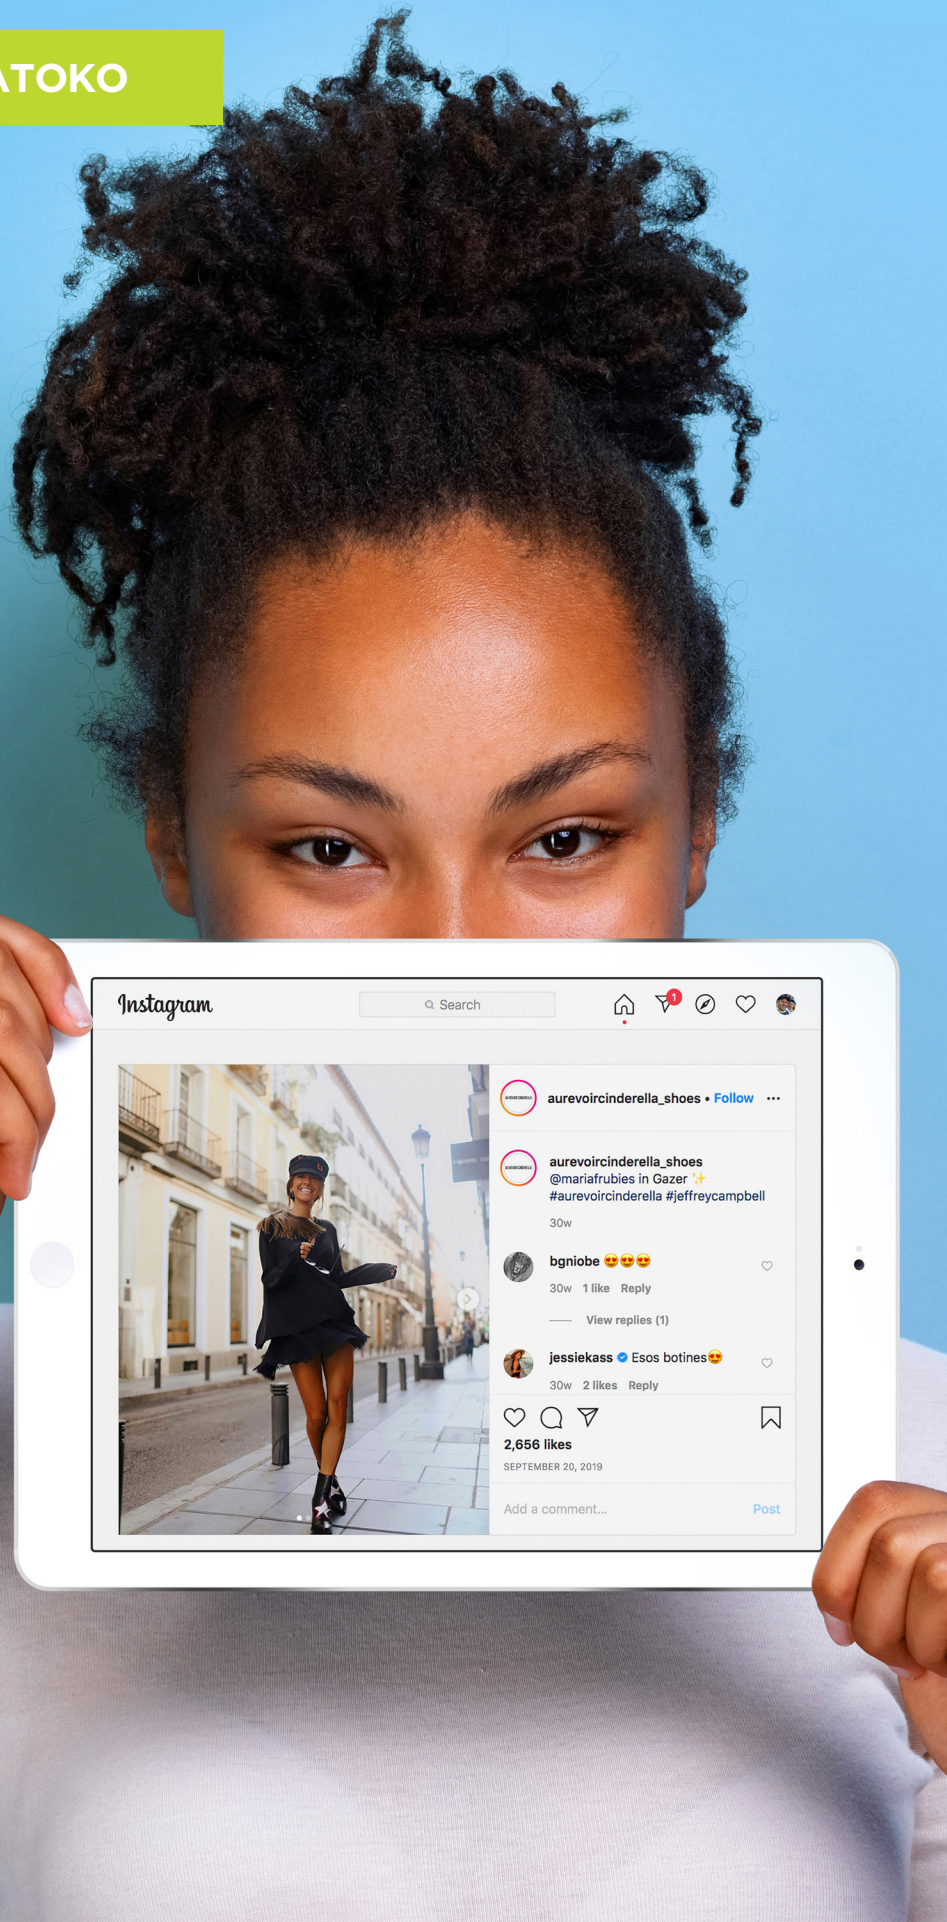 ATOKO
Instagram
Search
1
aurevoircinderella_shoes • Follow •••
aurevoircinderella_shoes
@mariafrubies in Gazer ✨
#aurevoircinderella #jeffreycampbell
30w
bgniobe 😍😍😍
30w 1 like Reply
View replies (1)
jessiekass Esos botines😍
30w 2 likes Reply
2,656 likes
SEPTEMBER 20, 2019
Add a comment... Post